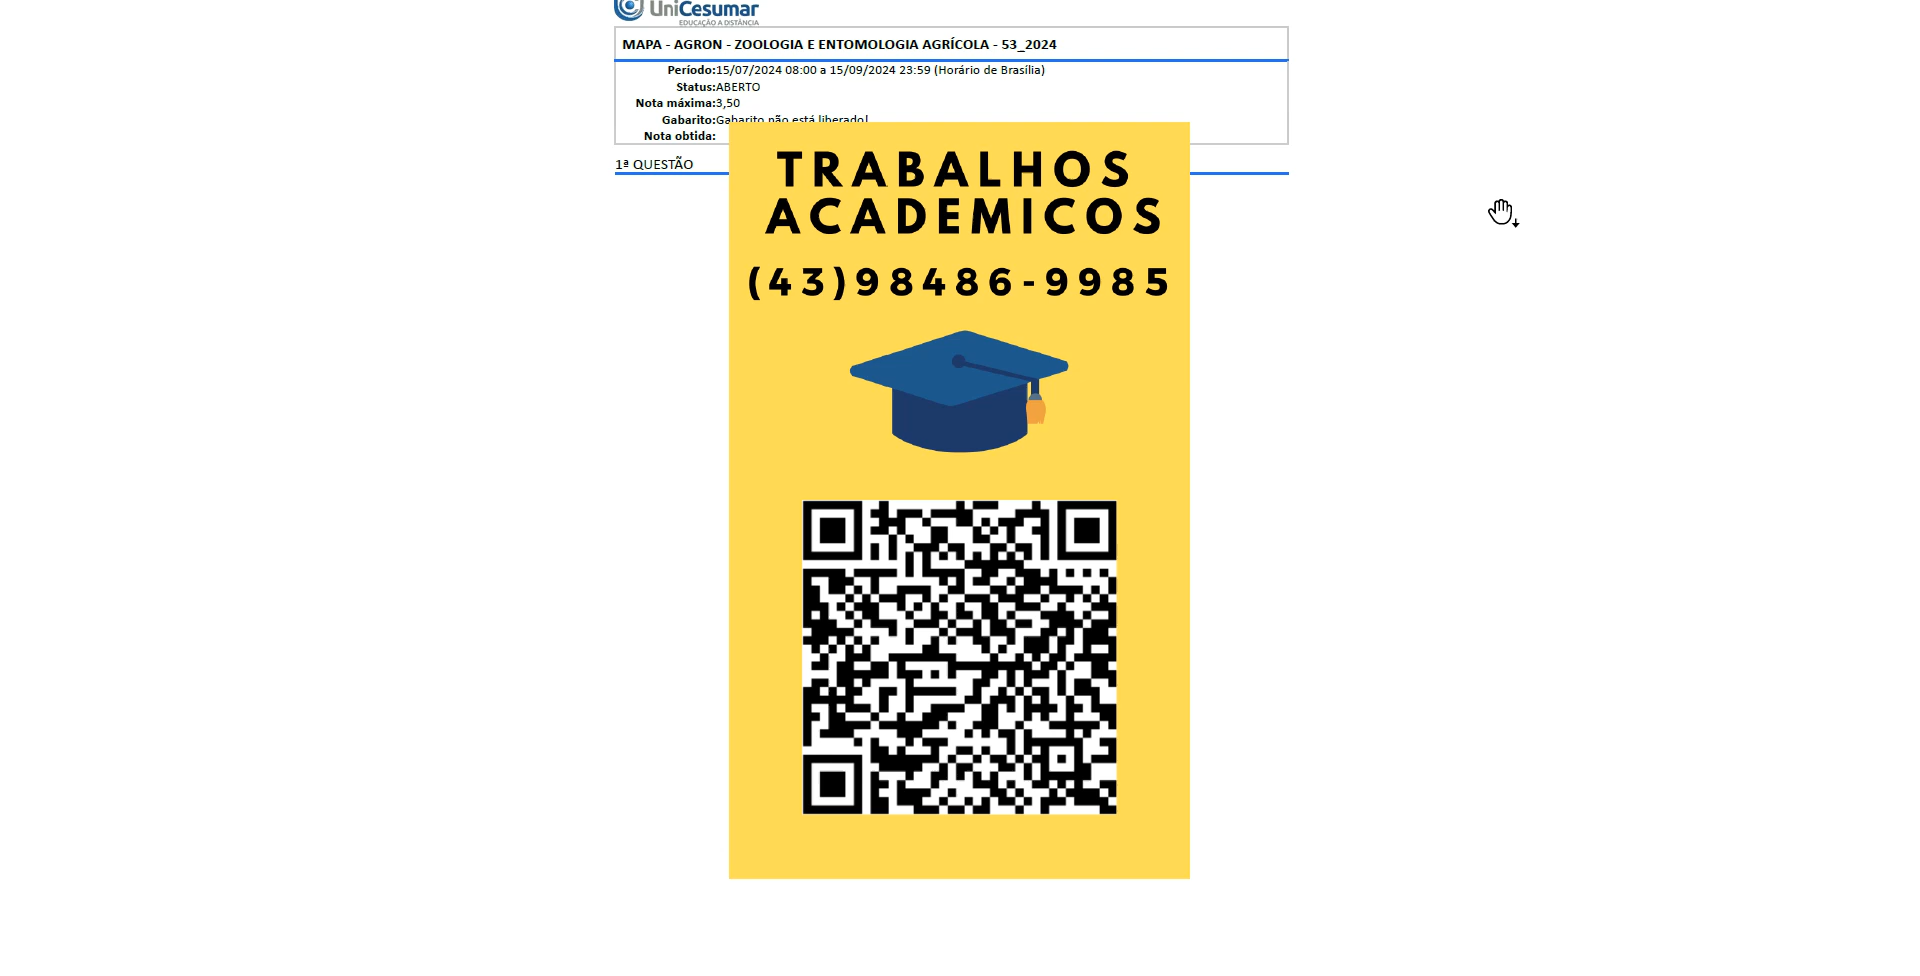 UniCesumar
EDUCAÇÃO A DISTÂNCIA
MAPA - AGRON - ZOOLOGIA E ENTOMOLOGIA AGRÍCOLA - 53_2024
Período:15/07/2024 08:00 a 15/09/2024 23:59 (Horário de Brasília)
Status:ABERTO
Nota máxima:3,50
Gabarito:Gabarito não está liberado!
Nota obtida:
1ª QUESTÃO
TRABALHOS
ACADEMICOS
(43)98486-9985